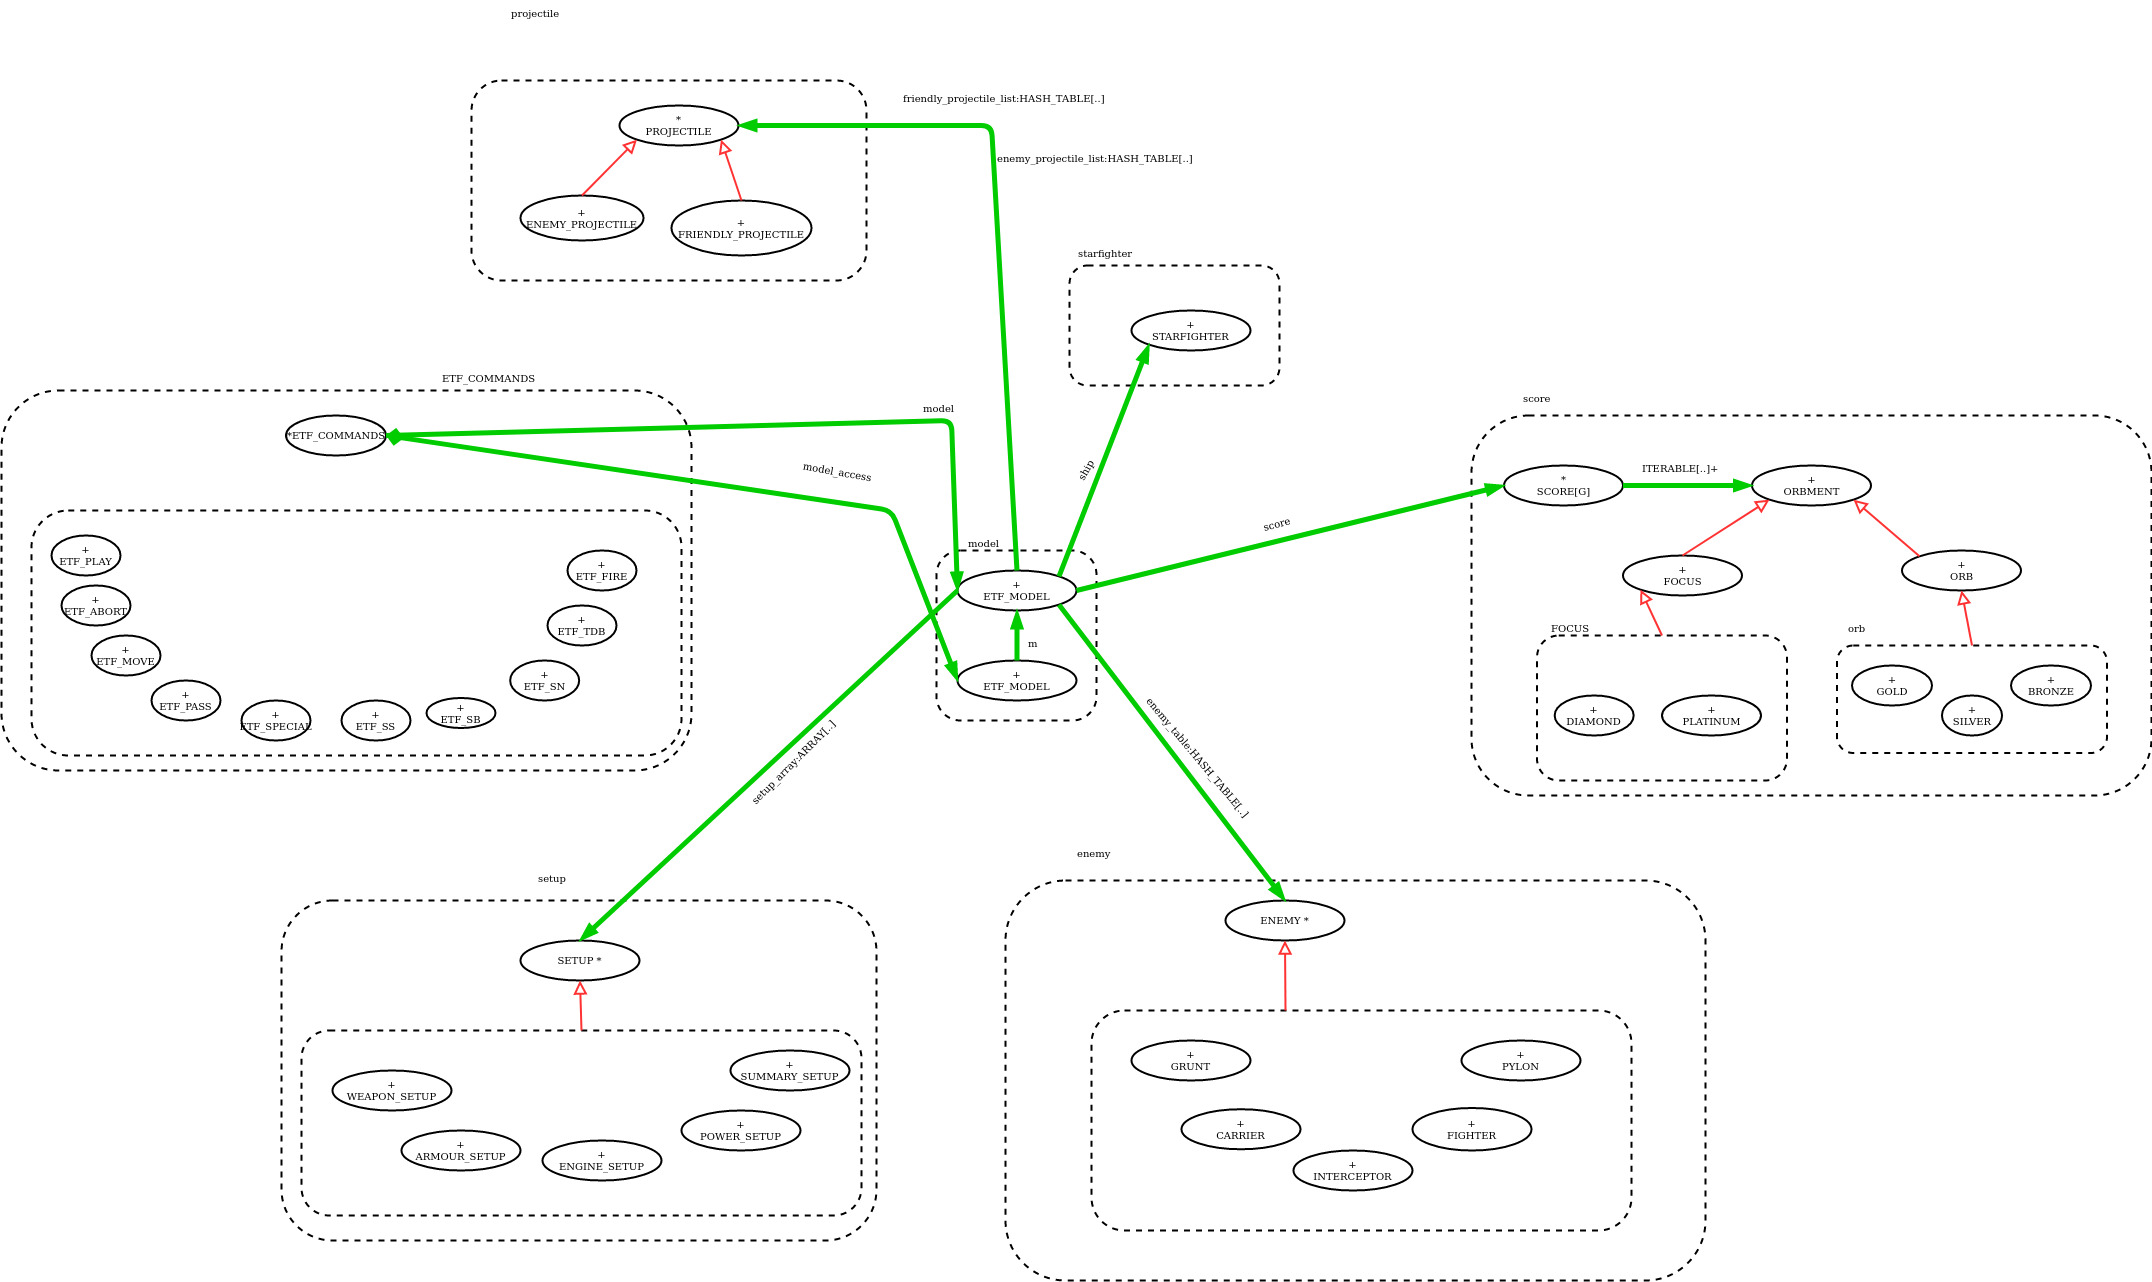 projectile
friendly_projectile_list:HASH_TABLE[..]
*
PROJECTILE
enemy_projectile_list:HASH_TABLE[..]
+
ENEMY_PROJECTILE
+
FRIENDLY_PROJECTILE
starfighter
+
STARFIGHTER
ETF_COMMANDS
*ETF_COMMANDS
model
model_access
ship
score
score
*
SCORE[G]
ITERABLE[..]+
+
ORBMENT
+
FOCUS
+
ORB
FOCUS
+
DIAMOND
+
PLATINUM
orb
+
GOLD
+
SILVER
+
BRONZE
+
ETF_PLAY
+
ETF_ABORT
+
ETF_MOVE
+
ETF_PASS
+
ETF_SPECIAL
+
ETF_SS
+
ETF_SB
+
ETF_SN
+
ETF_TDB
+
ETF_FIRE
model
+
ETF_MODEL
m
+
ETF_MODEL
setup_array:ARRAY[..]
enemy_table:HASH_TABLE[..]
setup
SETUP *
+
WEAPON_SETUP
+
ARMOUR_SETUP
+
ENGINE_SETUP
+
POWER_SETUP
+
SUMMARY_SETUP
enemy
ENEMY *
+
GRUNT
+
CARRIER
+
INTERCEPTOR
+
FIGHTER
+
PYLON